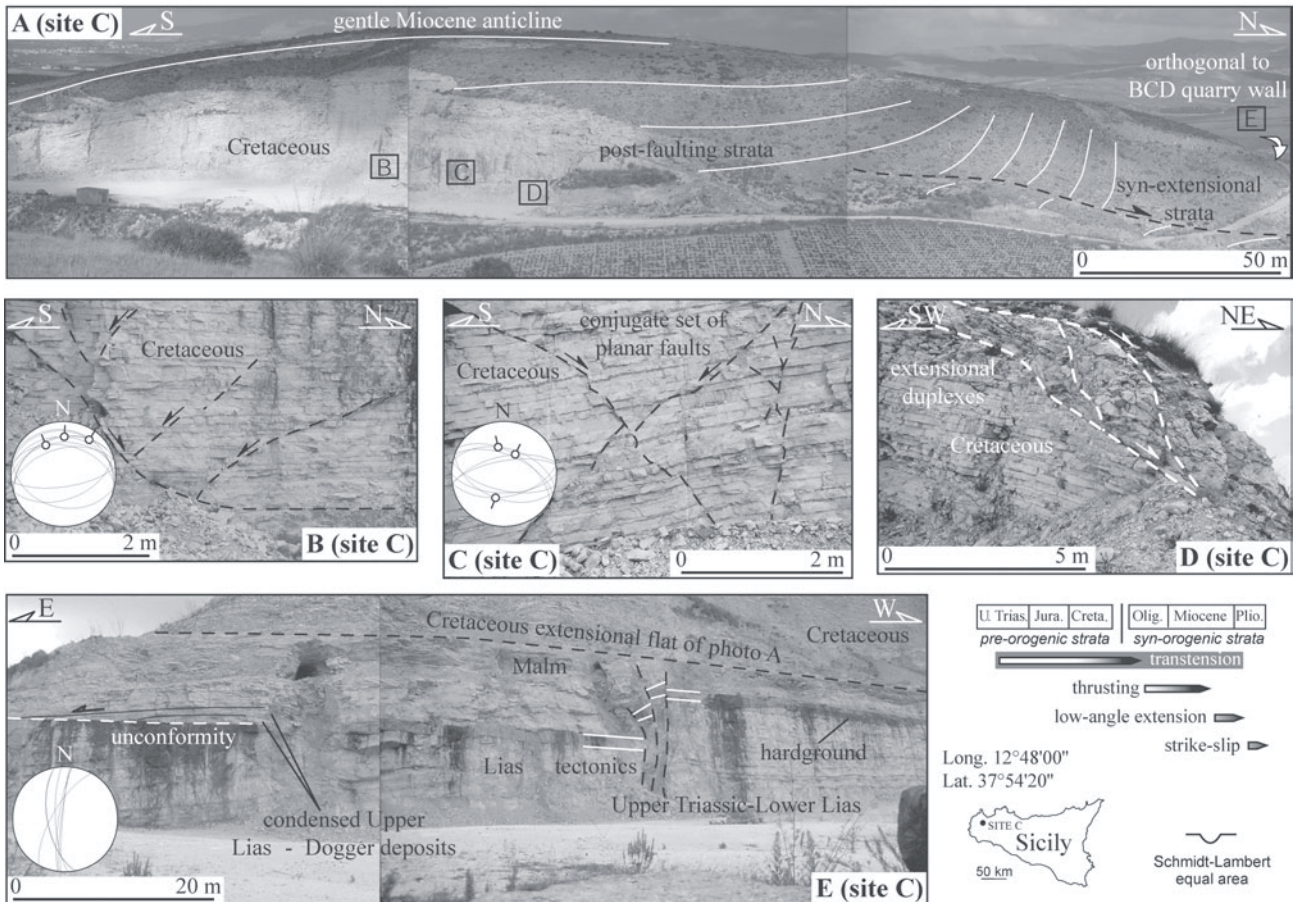 A (site C)
S
gentle Miocene anticline
N
orthogonal to
BCD quarry wall
E
Cretaceous
B
C
D
post-faulting strata
syn-extensional
strata
0 50 m
S
N
Cretaceous
N
0 2 m
B (site C)
S
N
conjugate set of
planar faults
Cretaceous
N
0 2 m
C (site C)
SW
NE
extensional
duplexes
Cretaceous
0 5 m
D (site C)
E
W
Cretaceous extensional flat of photo A
Cretaceous
Malm
unconformity
hardground
N
Lias tectonics
Upper Triassic-Lower Lias
condensed Upper
Lias - Dogger deposits
0 20 m
E (site C)
U. Trias. Jura. Creta. Olig. Miocene Plio.
pre-orogenic strata syn-orogenic strata
transtension
thrusting
low-angle extension
strike-slip
Long. 12°48'00"
Lat. 37°54'20"
SITE C
Sicily
50 km
Schmidt-Lambert
equal area